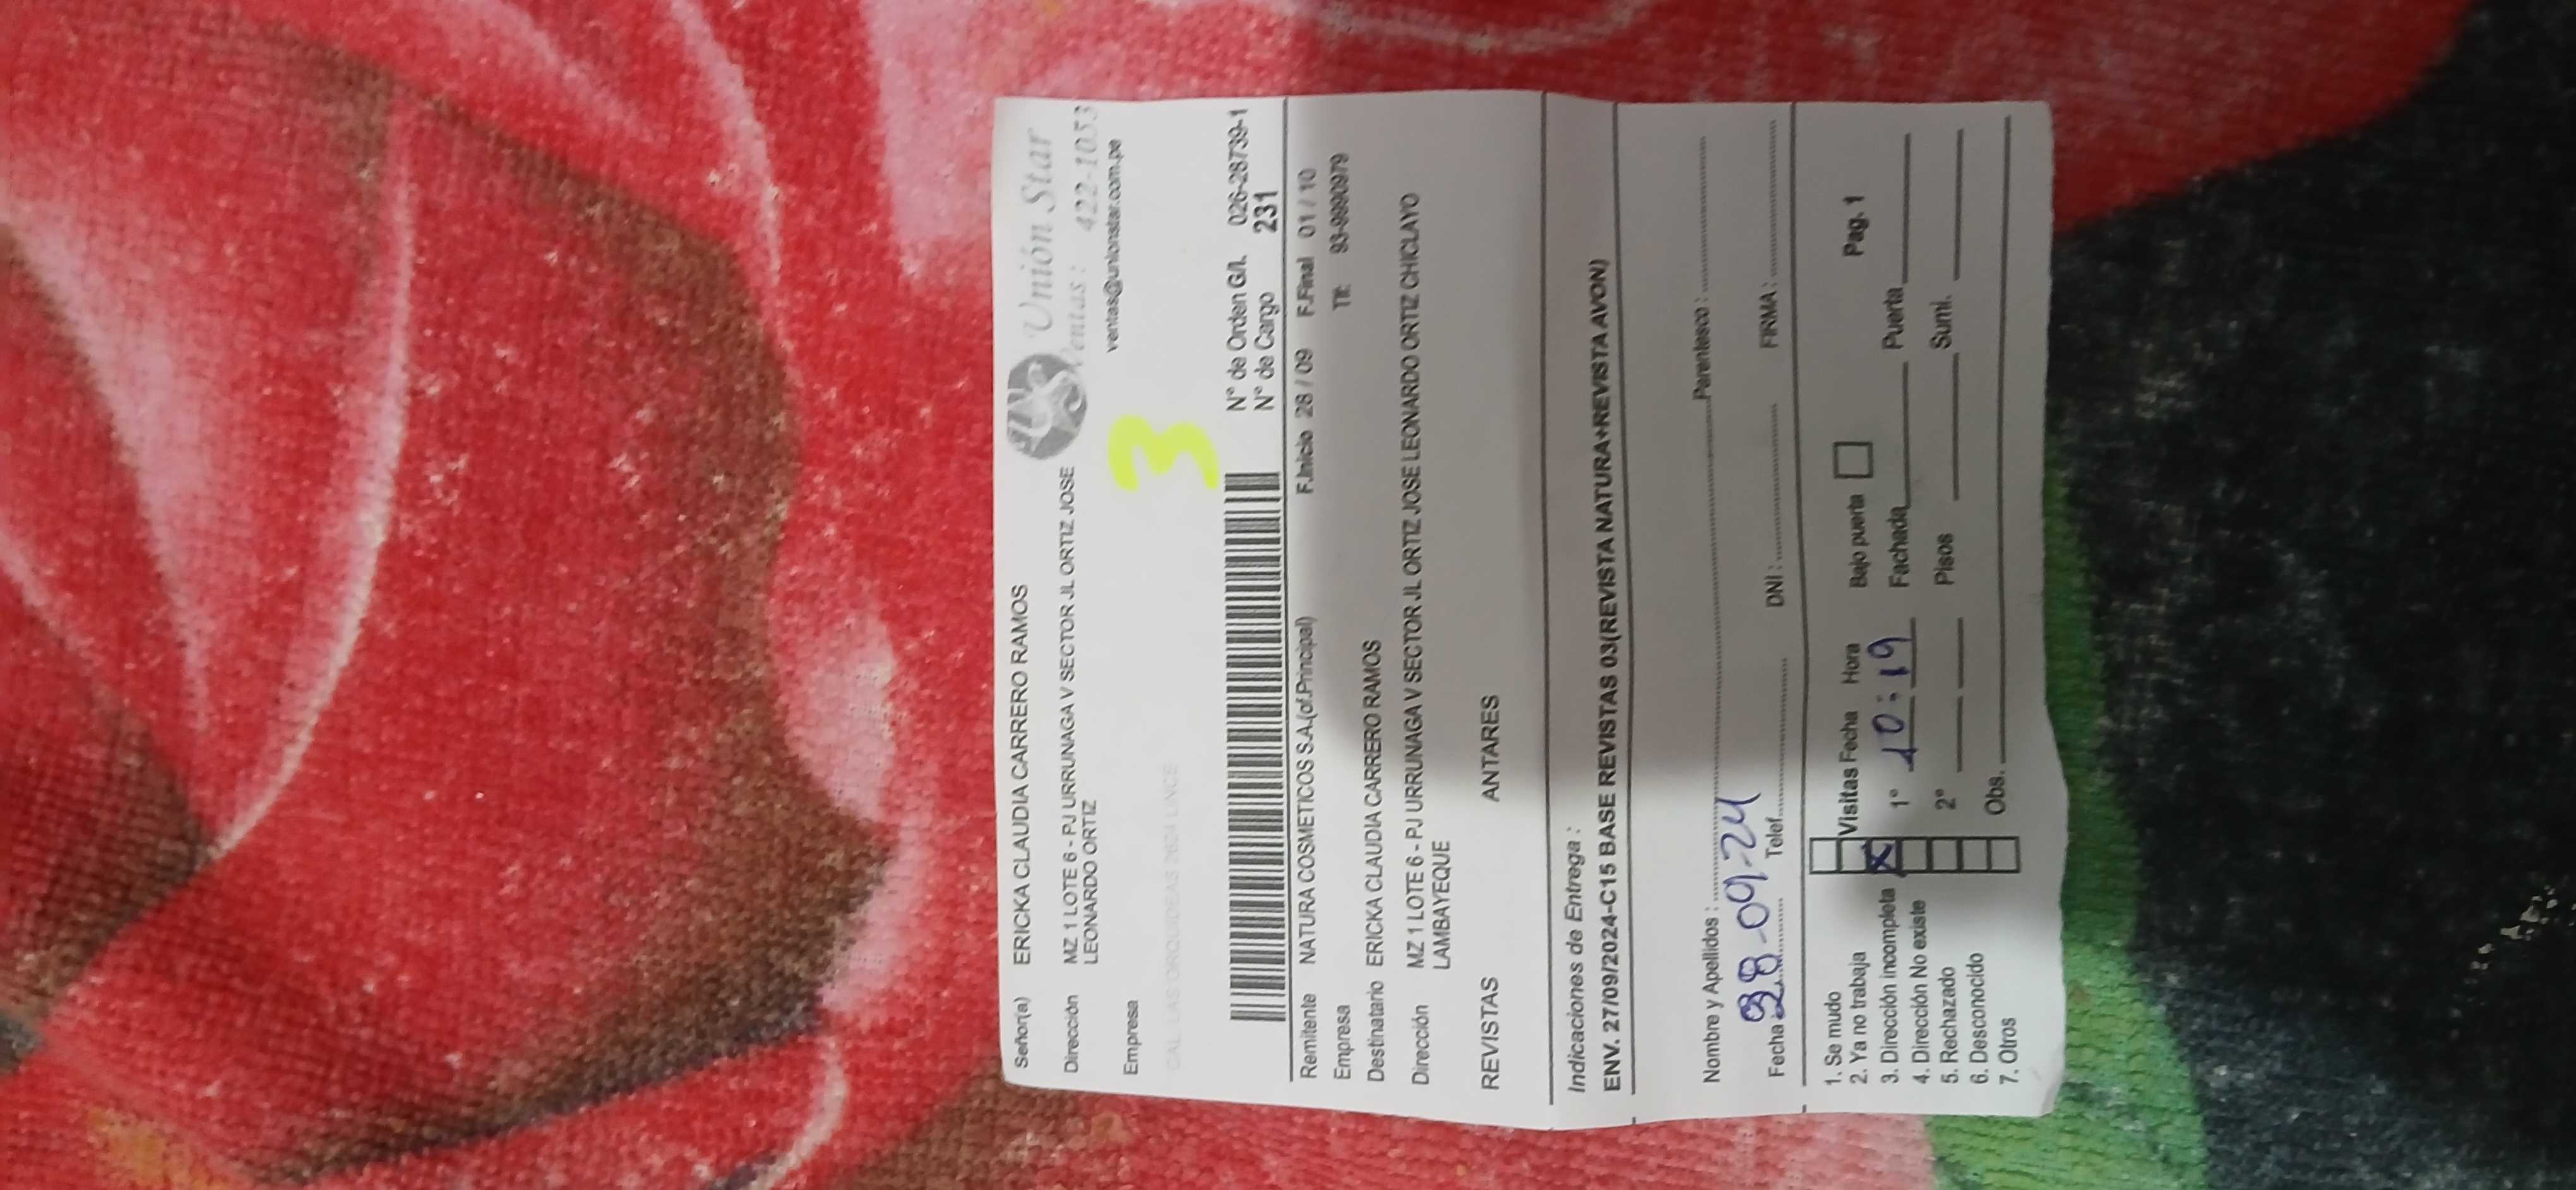 Señor(a) ERICKA CLAUDIA CARRERO RAMOS
Unión Star
Dirección MZ 1 LOTE 6 - PJ URRUNAGA V SECTOR JL ORTIZ JOSE
LEONARDO ORTIZ
Ventas: 422-1053
ventas@unionstar.com.pe
Empresa
3
CAL. LAS ORQUIDEAS 2624 LINCE
N° de Orden G/L 026-28739-1
N° de Cargo 231
Remitente NATURA COSMETICOS S.A.(of.Principal) F.Inicio 28 / 09 F.Final 01 / 10
Empresa Tlf: 93-9990979
Destinatario ERICKA CLAUDIA CARRERO RAMOS
Dirección MZ 1 LOTE 6 - PJ URRUNAGA V SECTOR JL ORTIZ JOSE LEONARDO ORTIZ CHICLAYO
LAMBAYEQUE
REVISTAS ANTARES
Indicaciones de Entrega :
ENV. 27/09/2024-C15 BASE REVISTAS 03(REVISTA NATURA+REVISTA AVON)
Nombre y Apellidos : Parentesco :
Fecha 28-09-24 Telef. DNI : FIRMA :
1. Se mudo
2. Ya no trabaja Visitas Fecha Hora Bajo puerta Pag. 1
3. Dirección incompleta X 1° 10:19 Fachada Puerta
4. Dirección No existe
5. Rechazado 2° Pisos Sumi.
6. Desconocido
7. Otros Obs.